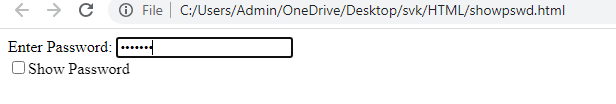 File | C:/Users/Admin/OneDrive/Desktop/svk/HTML/showpswd.html
Enter Password: •••••••
Show Password